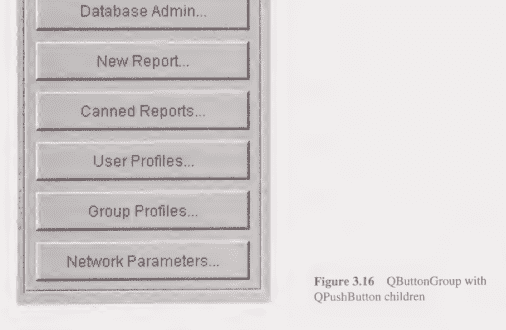 Database Admin...
New Report...
Canned Reports...
User Profiles...
Group Profiles...
Network Parameters...
Figure 3.16 QButtonGroup with
QPushButton children